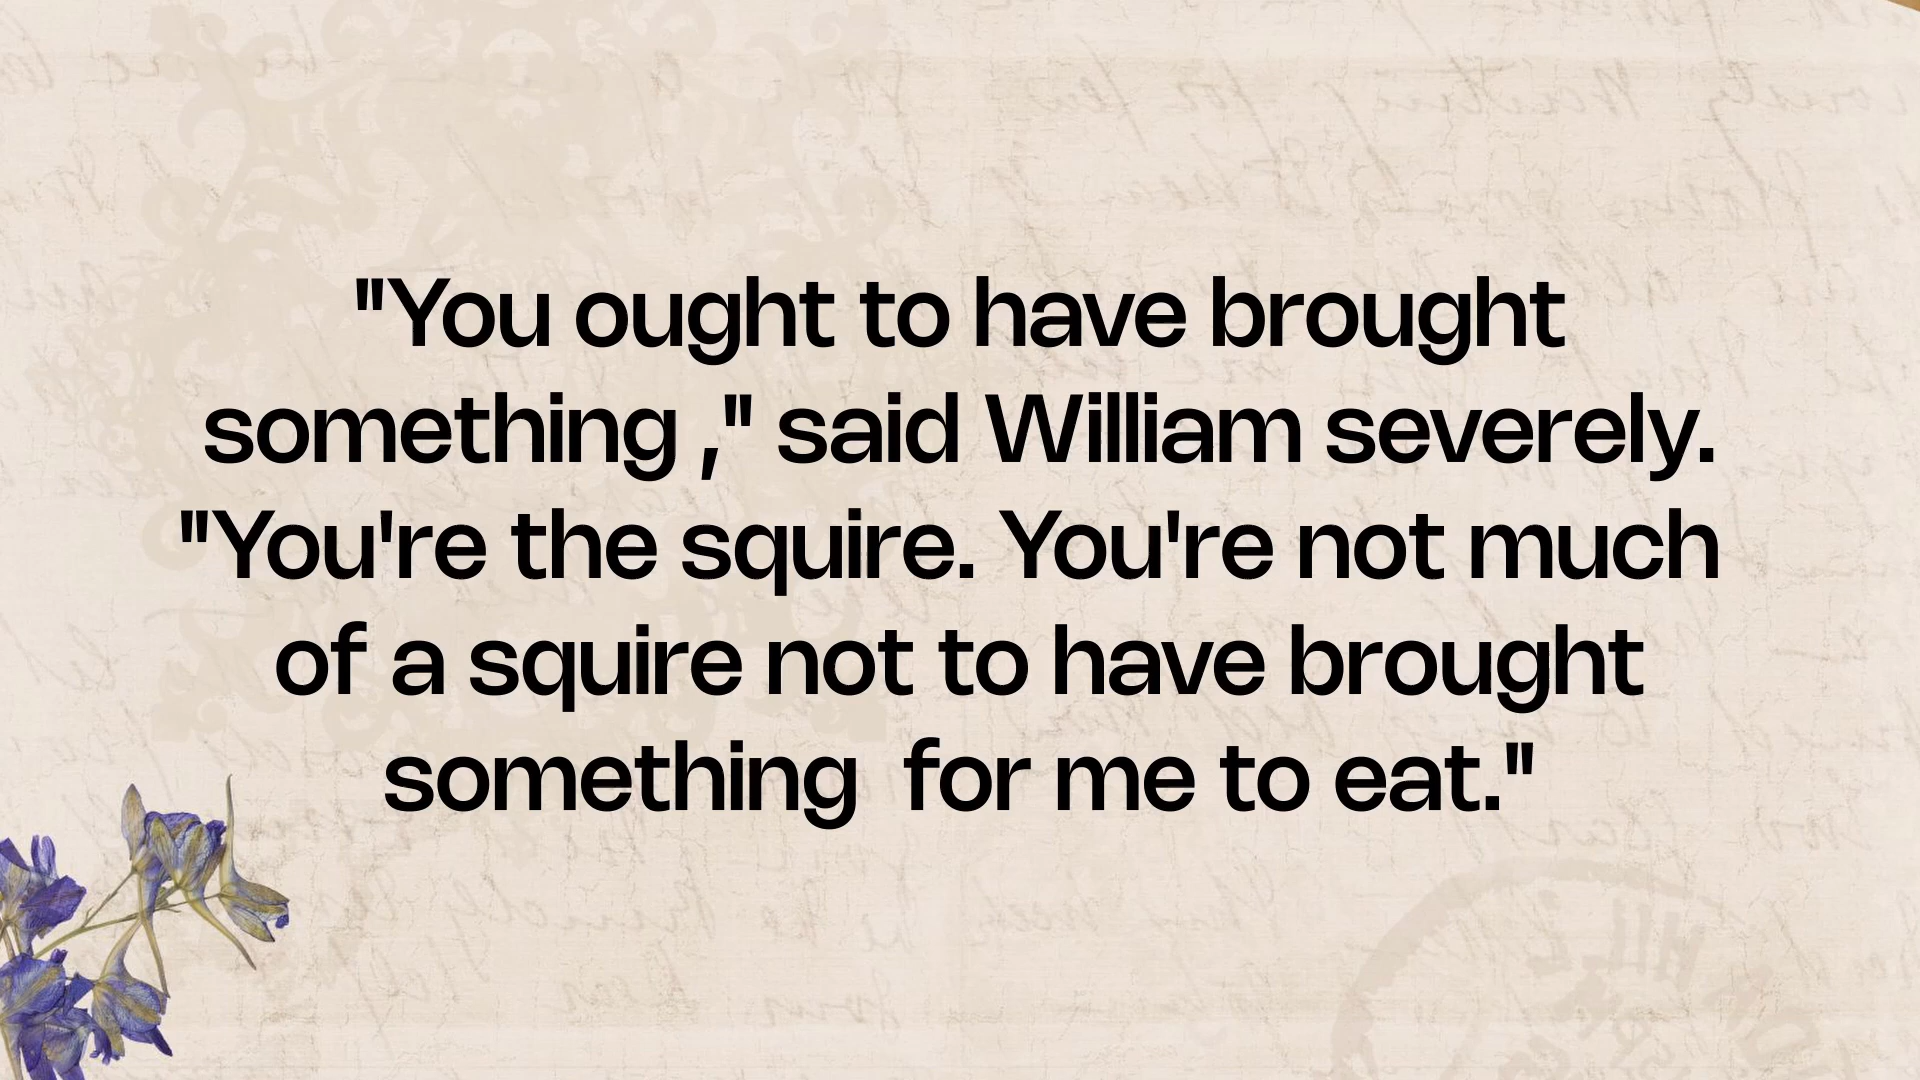 "You ought to have brought
something ," said William severely.
"You're the squire. You're not much
of a squire not to have brought
something  for me to eat."